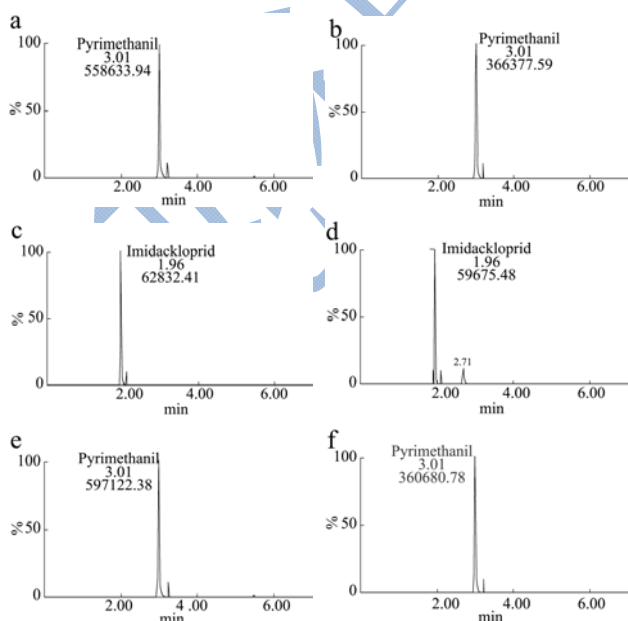 a
100
50
0
%
Pyrimethanil
3.01
558633.94
2.00 4.00 6.00
min
b
100
50
0
%
Pyrimethanil
3.01
366377.59
2.00 4.00 6.00
min
c
100
50
0
%
Imidackloprid
1.96
62832.41
2.00 4.00 6.00
min
d
100
50
0
%
Imidackloprid
1.96
59675.48
2.71
2.00 4.00 6.00
min
e
100
50
0
%
Pyrimethanil
3.01
597122.38
2.00 4.00 6.00
min
f
100
50
0
%
Pyrimethanil
3.01
360680.78
2.00 4.00 6.00
min